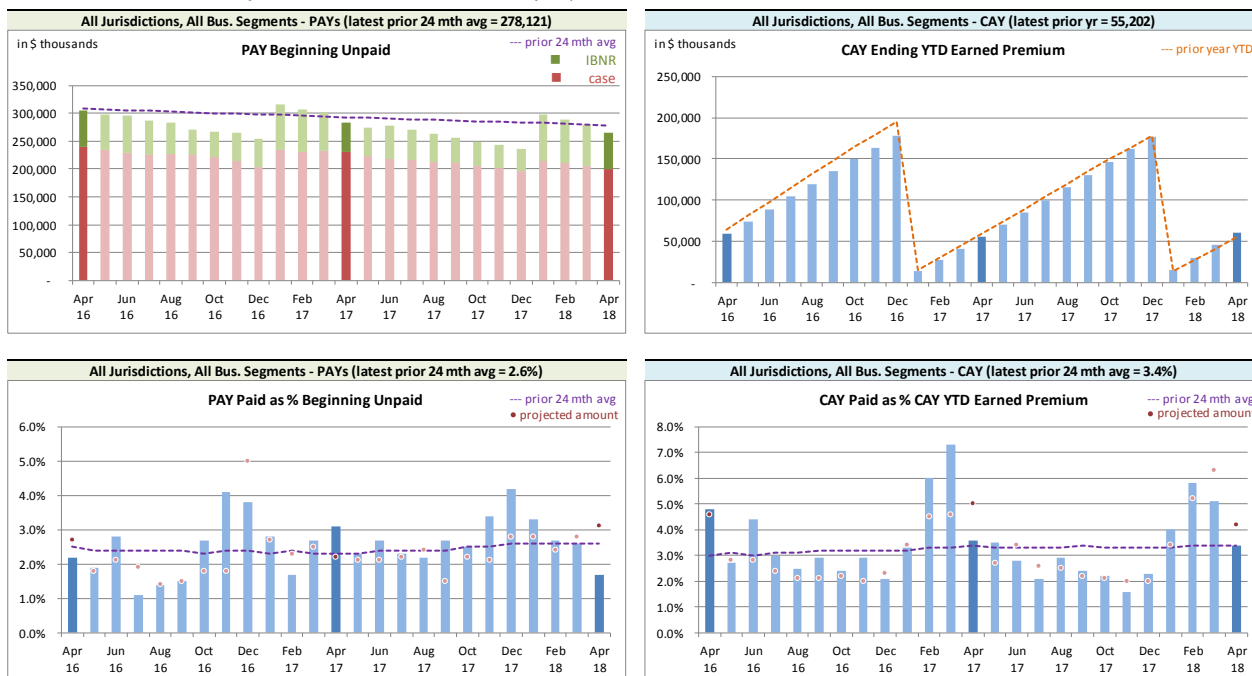 All Jurisdictions, All Bus. Segments - PAYs (latest prior 24 mth avg = 278,121)
in $ thousands
PAY Beginning Unpaid
--- prior 24 mth avg
IBNR
case
350,000
300,000
250,000
200,000
150,000
100,000
50,000
-
Apr Jun Aug Oct Dec Feb Apr Jun Aug Oct Dec Feb Apr
16 16 16 16 16 17 17 17 17 17 17 18 18
All Jurisdictions, All Bus. Segments - CAY (latest prior yr = 55,202)
in $ thousands
CAY Ending YTD Earned Premium
--- prior year YTD
250,000
200,000
150,000
100,000
50,000
-
Apr Jun Aug Oct Dec Feb Apr Jun Aug Oct Dec Feb Apr
16 16 16 16 16 17 17 17 17 17 17 18 18
All Jurisdictions, All Bus. Segments - PAYs (latest prior 24 mth avg = 2.6%)
PAY Paid as % Beginning Unpaid
--- prior 24 mth avg
• projected amount
6.0%
5.0%
4.0%
3.0%
2.0%
1.0%
0.0%
Apr Jun Aug Oct Dec Feb Apr Jun Aug Oct Dec Feb Apr
16 16 16 16 16 17 17 17 17 17 17 18 18
All Jurisdictions, All Bus. Segments - CAY (latest prior 24 mth avg = 3.4%)
CAY Paid as % CAY YTD Earned Premium
--- prior 24 mth avg
• projected amount
8.0%
7.0%
6.0%
5.0%
4.0%
3.0%
2.0%
1.0%
0.0%
Apr Jun Aug Oct Dec Feb Apr Jun Aug Oct Dec Feb Apr
16 16 16 16 16 17 17 17 17 17 17 18 18